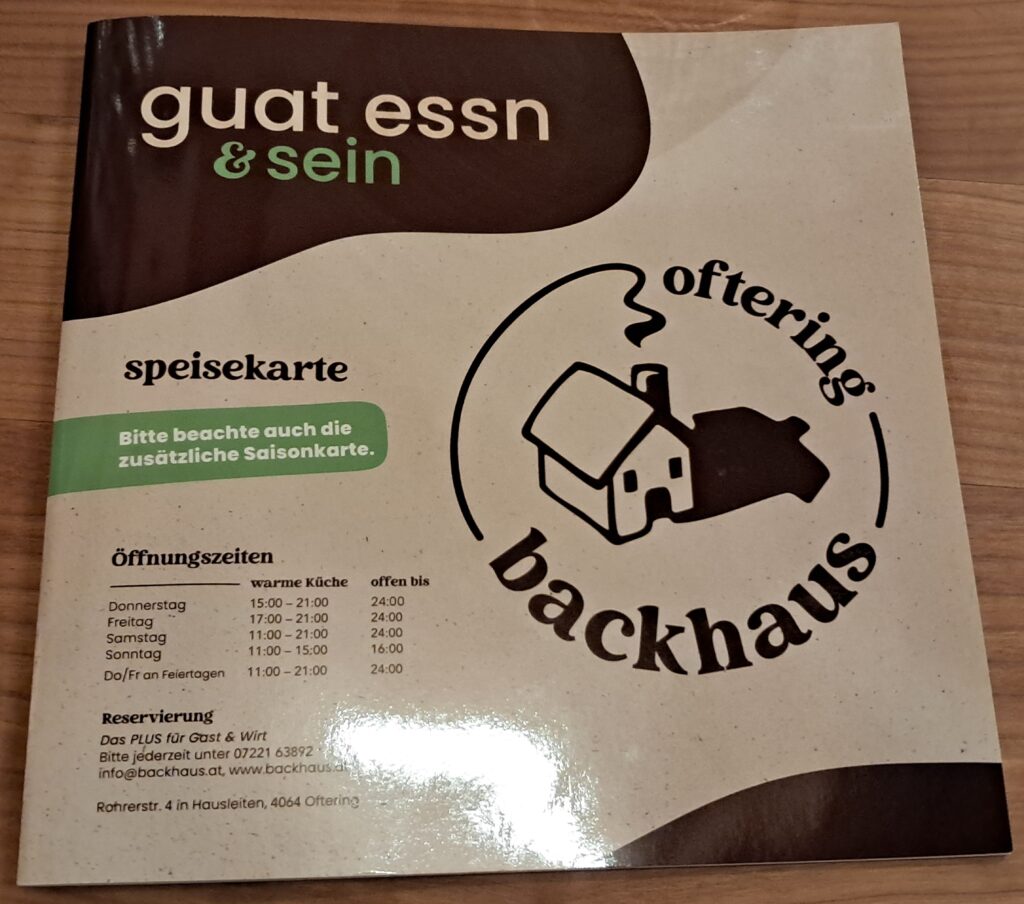 guat essn
& sein
oftering
backhaus
speisekarte
Bitte beachte auch die
zusätzliche Saisonkarte.
Öffnungszeiten
warme Küche offen bis
Donnerstag 15:00 – 21:00 24:00
Freitag 17:00 – 21:00 24:00
Samstag 11:00 – 21:00 24:00
Sonntag 11:00 – 15:00 16:00
Do/Fr an Feiertagen 11:00 – 21:00 24:00
Reservierung
Das PLUS für Gast & Wirt
Bitte jederzeit unter 07221 63892
info@backhaus.at, www.backhaus.at
Rohrerstr. 4 in Hausleiten, 4064 Oftering